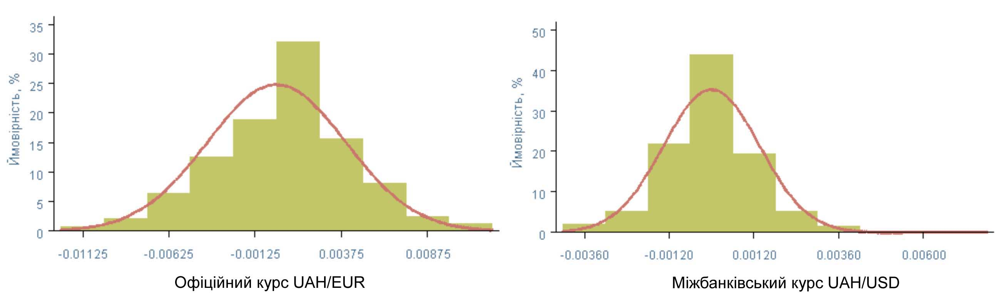 Ймовірність, %
35
30
25
20
15
10
5
0
-0.01125 -0.00625 -0.00125 0.00375 0.00875
Офіційний курс UAH/EUR
Ймовірність, %
50
40
30
20
10
0
-0.00360 -0.00120 0.00120 0.00360 0.00600
Міжбанківський курс UAH/USD